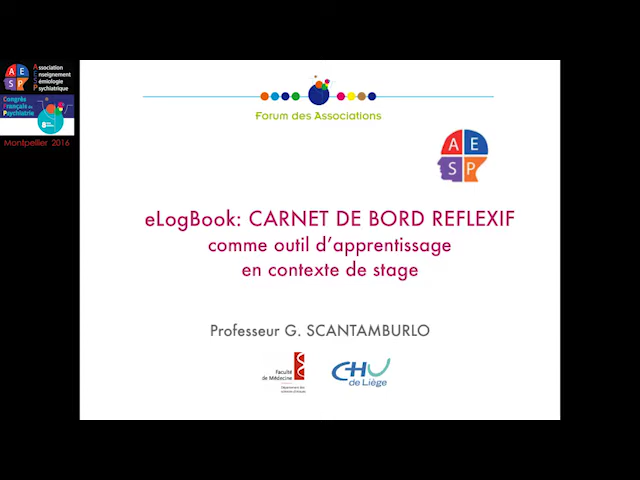 Association
Enseignement
Sémiologie
Psychiatrique
A E
S P
Congrès
Français de
Psychiatrie
Montpellier 2016
Forum des Associations
A E
S P
eLogBook: CARNET DE BORD REFLEXIF
comme outil d'apprentissage
en contexte de stage
Professeur G. SCANTAMBURLO
Faculté
de Médecine
CHU
de Liège